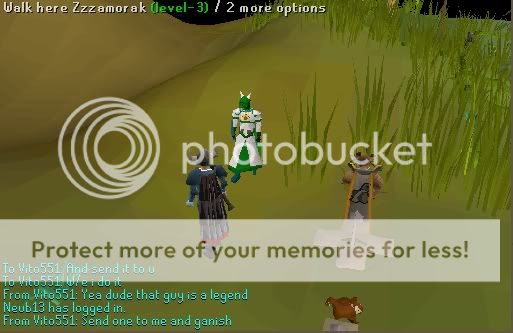 Walk here Zzzamorak (level-3) / 2 more options
photobucket
Protect more of your memories for less!
To Vito551: And send it to u
To Vito551: W/e i do it
From Vito551: Yea dude that guy is a legend
Neub13 has logged in.
From Vito551: Send one to me and ganish